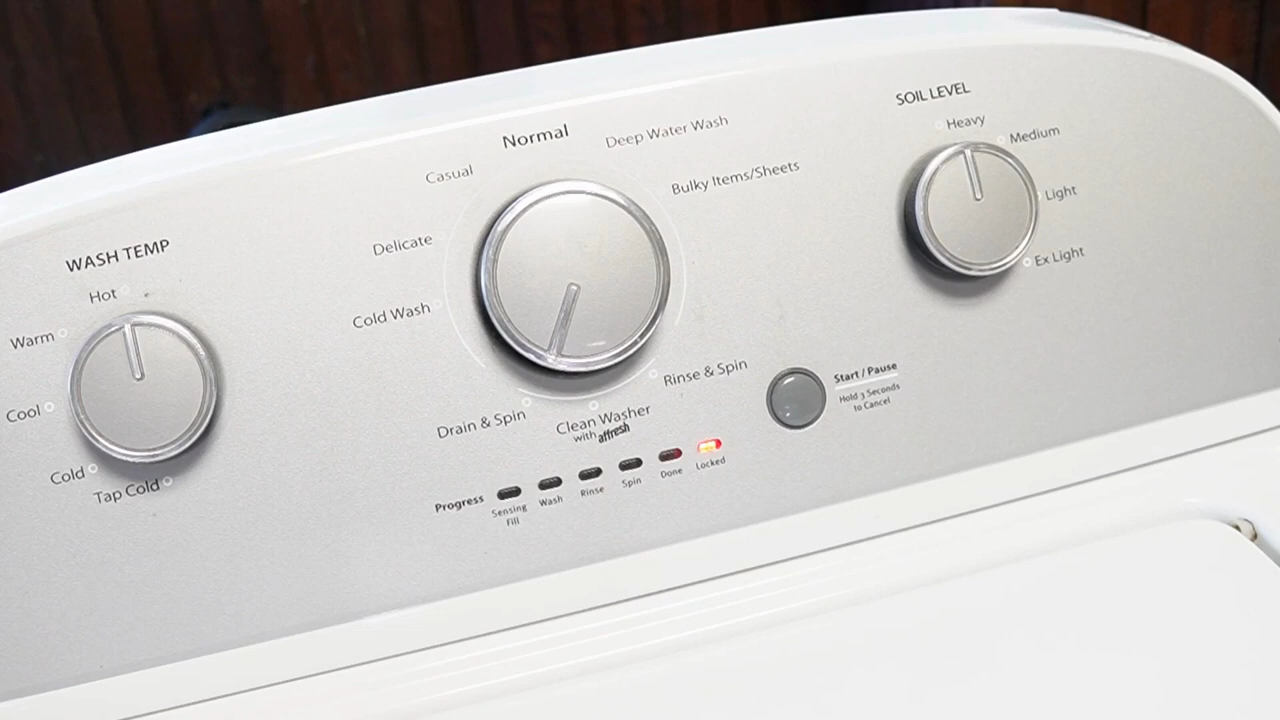 WASH TEMP
Hot
Warm
Cool
Cold
Tap Cold
Normal
Casual
Delicate
Cold Wash
Deep Water Wash
Bulky Items/Sheets
Rinse & Spin
Drain & Spin
Clean Washer
with affresh
Start / Pause
Hold 3 Seconds
to Cancel
Progress
Sensing
Fill
Wash
Rinse
Spin
Done
Locked
SOIL LEVEL
Heavy
Medium
Light
Ex Light